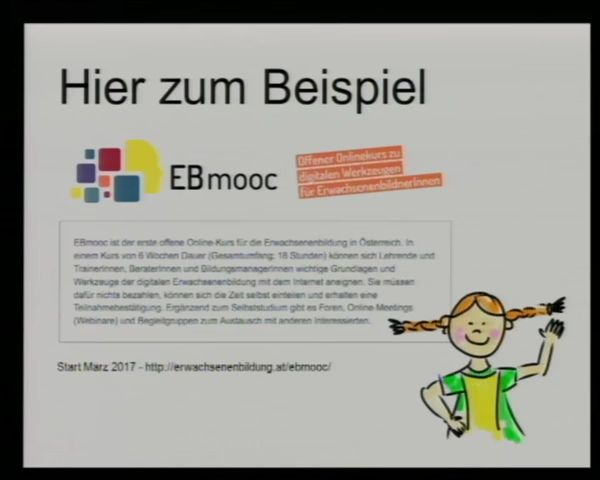 Hier zum Beispiel
EBmooc
Offener Onlinekurs zu
digitalen Werkzeugen
für ErwachsenenbildnerInnen
EBmooc ist der erste offene Online-Kurs für die Erwachsenenbildung in Österreich. In
einem Kurs von 6 Wochen Dauer (Gesamtumfang: 18 Stunden) können sich Lehrende und
TrainerInnen, BeraterInnen und BildungsmanagerInnen wichtige Grundlagen und
Werkzeuge der digitalen Erwachsenenbildung mit dem Internet aneignen. Sie müssen
dafür nichts bezahlen, können sich die Zeit selbst einteilen und erhalten eine
Teilnahmebestätigung. Ergänzend zum Selbststudium gibt es Foren, Online-Meetings
(Webinare) und Begleitgruppen zum Austausch mit anderen Interessierten.
Start März 2017 - http://erwachsenenbildung.at/ebmooc/